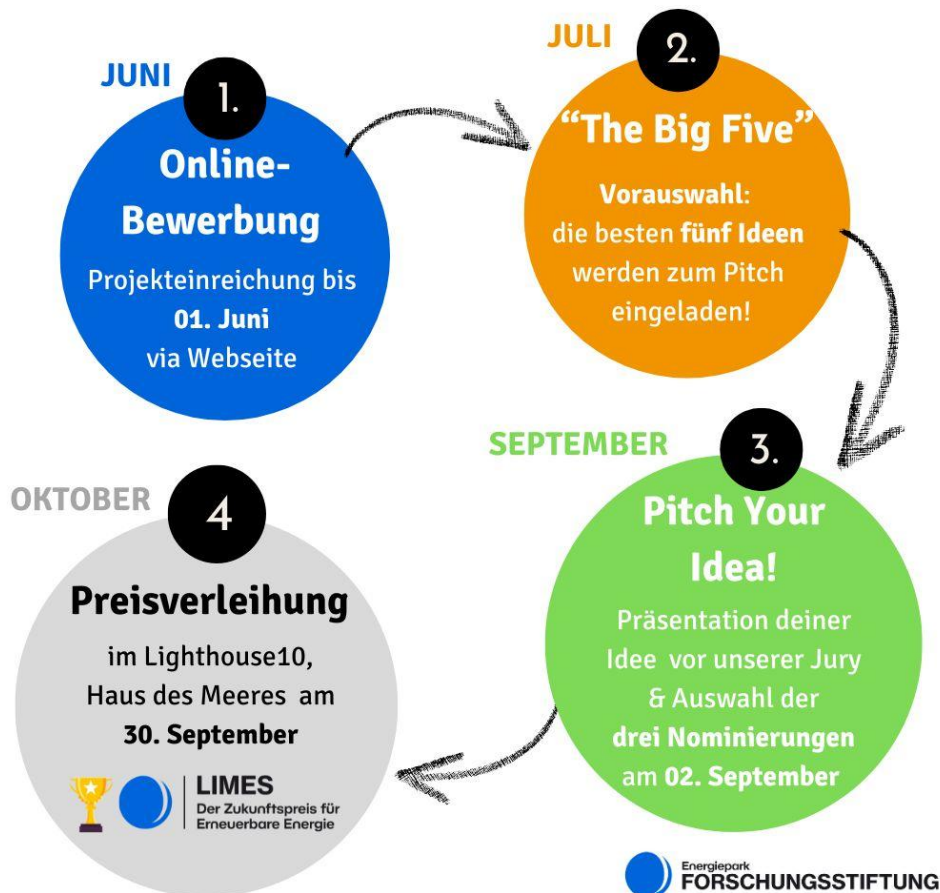 JUNI
1.
Online-
Bewerbung
Projekteinreichung bis
01. Juni
via Webseite
JULI
2.
“The Big Five”
Vorauswahl:
die besten fünf Ideen
werden zum Pitch
eingeladen!
SEPTEMBER
3.
Pitch Your
Idea!
Präsentation deiner
Idee vor unserer Jury
& Auswahl der
drei Nominierungen
am 02. September
OKTOBER
4
Preisverleihung
im Lighthouse10,
Haus des Meeres am
30. September
LIMES
Der Zukunftspreis für
Erneuerbare Energie
Energiepark
FORSCHUNGSSTIFTUNG